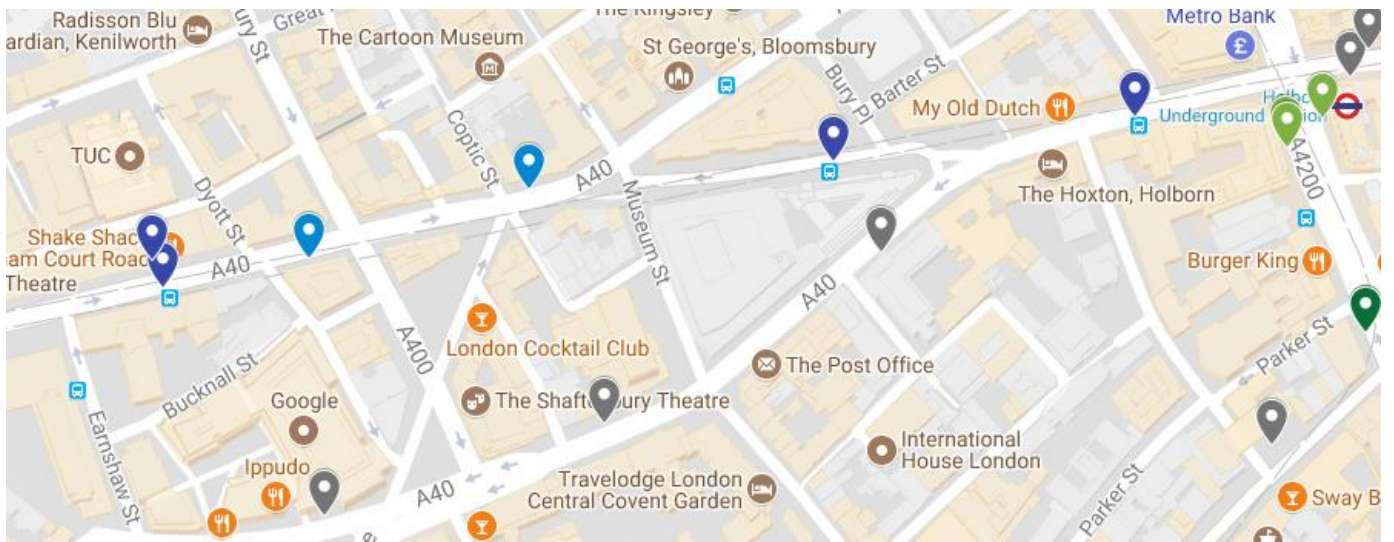 Radisson Blu
ardian, Kenilworth
ury St
Great
The Cartoon Museum
The Kingsley
St George's, Bloomsbury
Metro Bank
£
Bury Pl
Barter St
My Old Dutch
Underground
A4200
TUC
Coptic St
Dyott St
A40
Museum St
The Hoxton, Holborn
Shake Shac
am Court Road
Theatre
A40
Burger King
A40
Parker St
London Cocktail Club
A400
The Post Office
Bucknall St
Google
The Shaftesbury Theatre
Earnshaw St
International
House London
Ippudo
A40
Travelodge London
Central Covent Garden
Parker St
Sway B